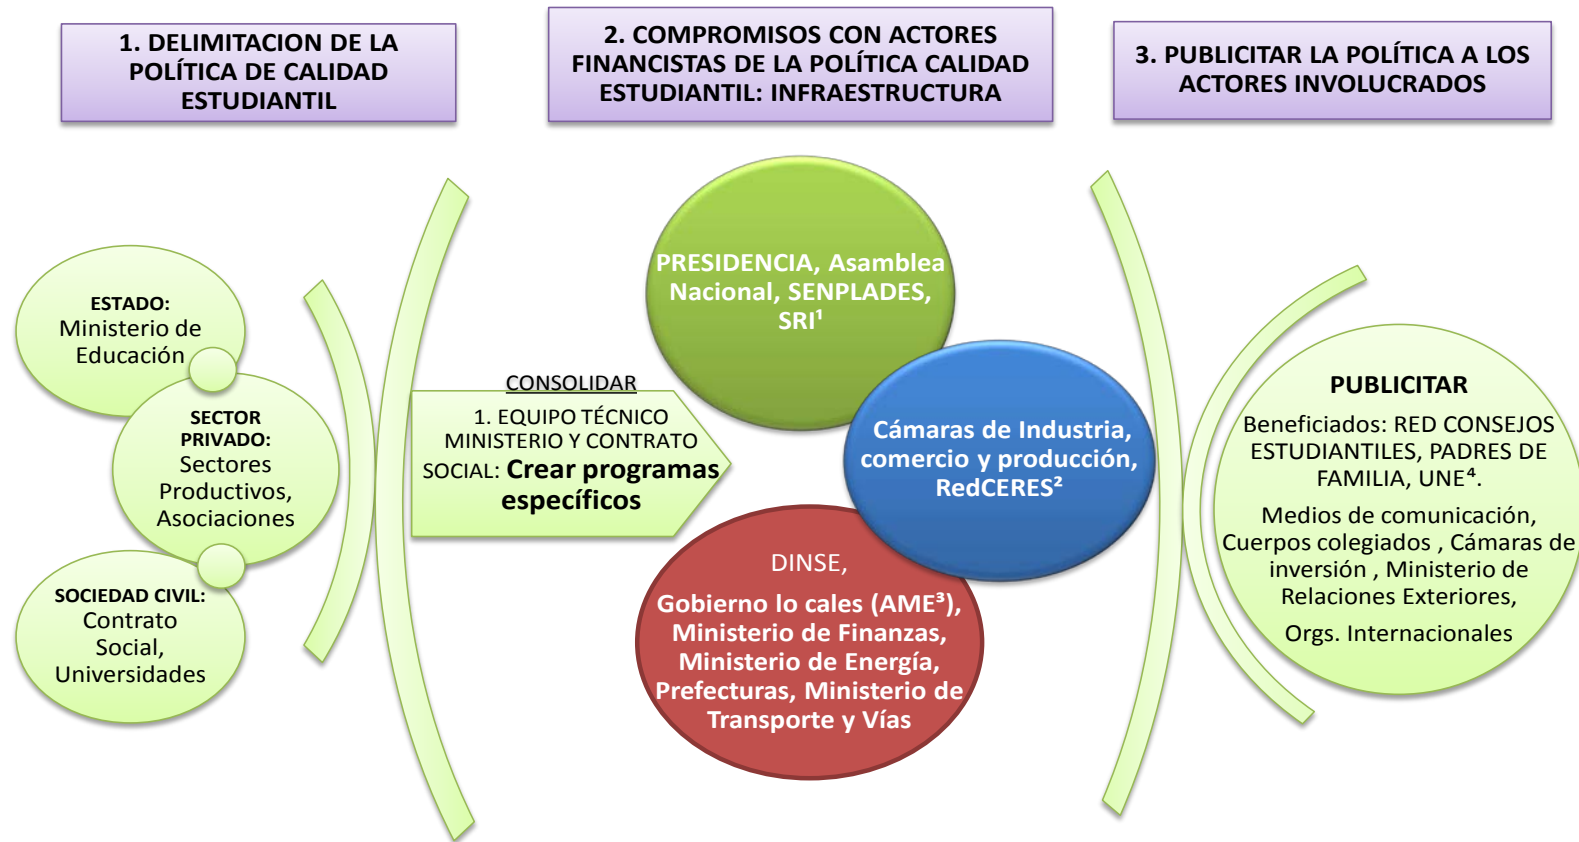 1. DELIMITACION DE LA
POLÍTICA DE CALIDAD
ESTUDIANTIL
2. COMPROMISOS CON ACTORES
FINANCISTAS DE LA POLÍTICA CALIDAD
ESTUDIANTIL: INFRAESTRUCTURA
3. PUBLICITAR LA POLÍTICA A LOS
ACTORES INVOLUCRADOS
ESTADO:
Ministerio de
Educación
SECTOR
PRIVADO:
Sectores
Productivos,
Asociaciones
SOCIEDAD CIVIL:
Contrato
Social,
Universidades
CONSOLIDAR
1. EQUIPO TÉCNICO
MINISTERIO Y CONTRATO
SOCIAL: Crear programas
específicos
PRESIDENCIA, Asamblea
Nacional, SENPLADES,
SRI¹
Cámaras de Industria,
comercio y producción,
RedCERES²
DINSE,
Gobierno lo cales (AME³),
Ministerio de Finanzas,
Ministerio de Energía,
Prefecturas, Ministerio de
Transporte y Vías
PUBLICITAR
Beneficiados: RED CONSEJOS
ESTUDIANTILES, PADRES DE
FAMILIA, UNE⁴.
Medios de comunicación,
Cuerpos colegiados , Cámaras de
inversión , Ministerio de
Relaciones Exteriores,
Orgs. Internacionales